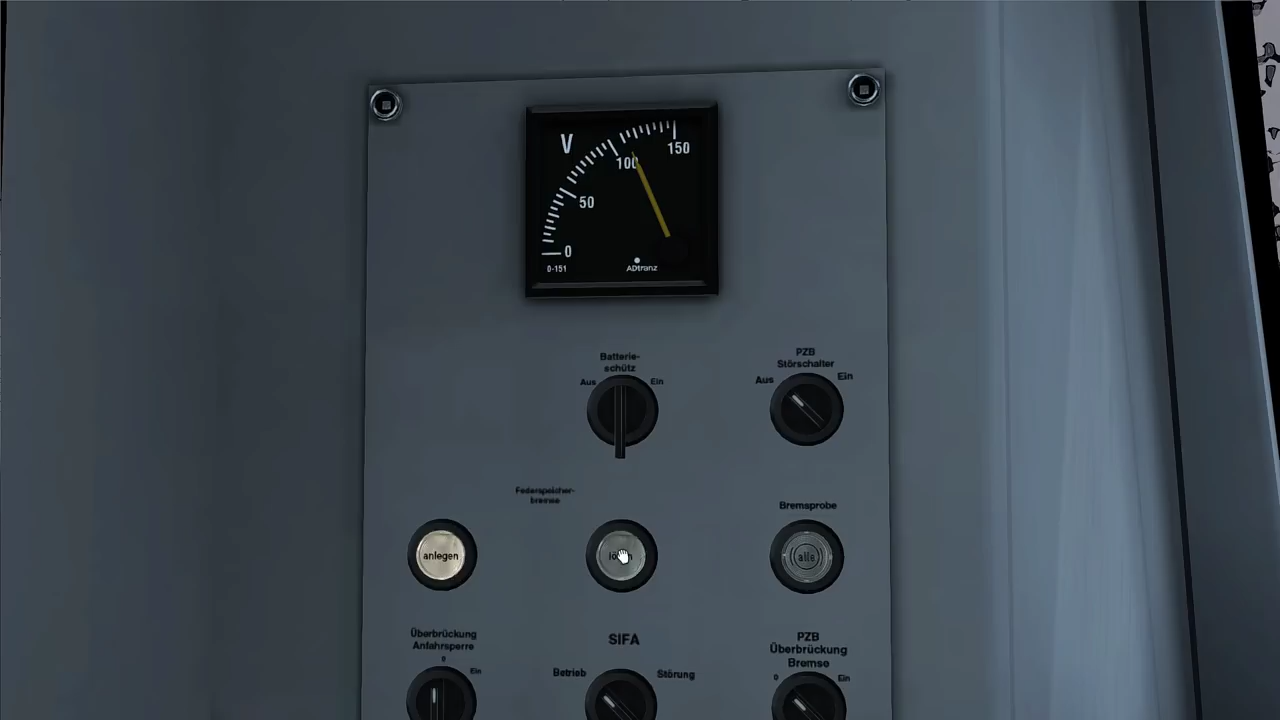 V
150
100
50
0
0-151
ADtranz
Batterie-
schütz
Aus
Ein
PZB
Störschalter
Aus
Ein
Federspeicher-
bremse
Bremsprobe
anlegen
alle
Überbrückung
Anfahrsperre
0
Ein
SIFA
Betrieb
Störung
PZB
Überbrückung
Bremse
0
Ein